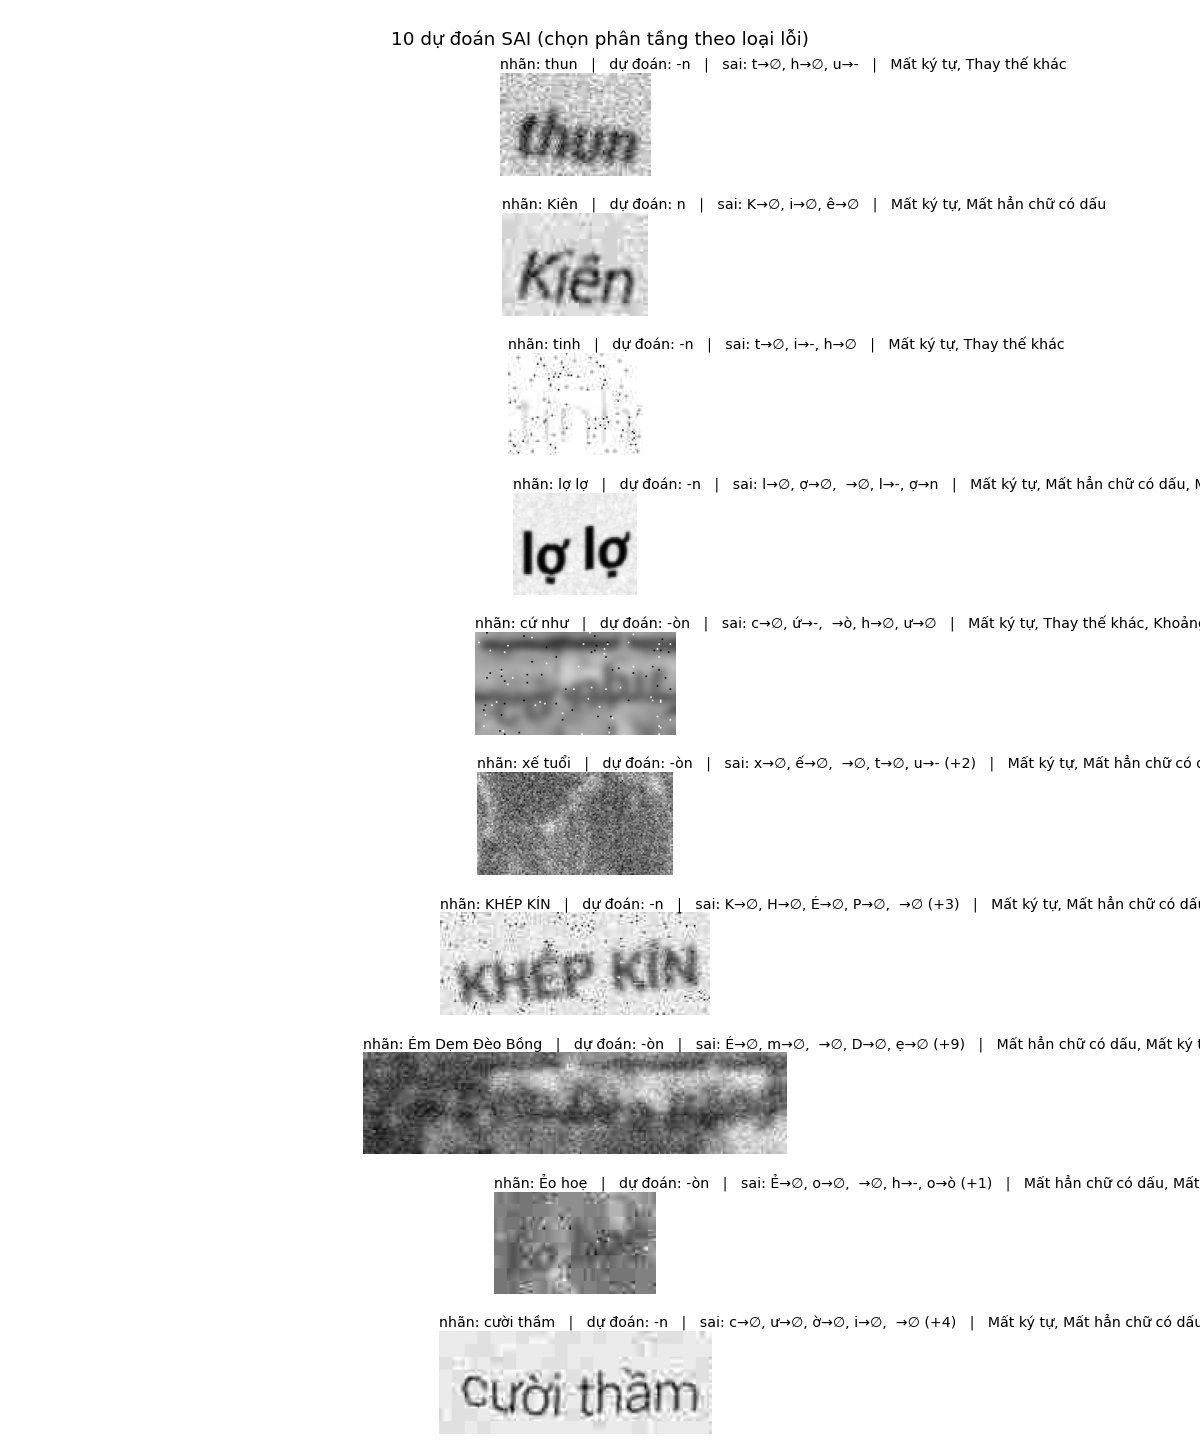 10 dự đoán SAI (chọn phân tầng theo loại lỗi)
nhãn: thun | dự đoán: -n | sai: t→∅, h→∅, u→- | Mất ký tự, Thay thế khác
thun
nhãn: Kiên | dự đoán: n | sai: K→∅, i→∅, ê→∅ | Mất ký tự, Mất hẳn chữ có dấu
Kiên
nhãn: tinh | dự đoán: -n | sai: t→∅, i→-, h→∅ | Mất ký tự, Thay thế khác
tinh
nhãn: lợ lợ | dự đoán: -n | sai: l→∅, ợ→∅, →∅, l→-, ợ→n | Mất ký tự, Mất hẳn chữ có dấu, M
lợ lợ
nhãn: cứ như | dự đoán: -òn | sai: c→∅, ứ→-, →ò, h→∅, ư→∅ | Mất ký tự, Thay thế khác, Khoảng
cứ như
nhãn: xế tuổi | dự đoán: -òn | sai: x→∅, ế→∅, →∅, t→∅, u→- (+2) | Mất ký tự, Mất hẳn chữ có d
nhãn: KHÉP KÍN | dự đoán: -n | sai: K→∅, H→∅, É→∅, P→∅, →∅ (+3) | Mất ký tự, Mất hẳn chữ có dấu
KHÉP KÍN
nhãn: Ém Dẹm Đèo Bồng | dự đoán: -òn | sai: É→∅, m→∅, →∅, D→∅, ẹ→∅ (+9) | Mất hẳn chữ có dấu, Mất ký t
nhãn: Ẻo hoẹ | dự đoán: -òn | sai: Ẻ→∅, o→∅, →∅, h→-, o→ò (+1) | Mất hẳn chữ có dấu, Mất
nhãn: cười thầm | dự đoán: -n | sai: c→∅, ư→∅, ờ→∅, i→∅, →∅ (+4) | Mất ký tự, Mất hẳn chữ có dấu
cười thầm